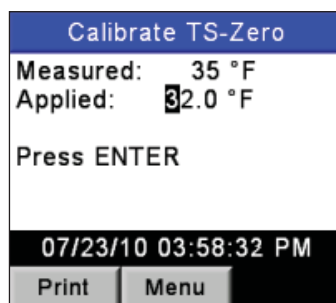 Calibrate TS-Zero
Measured: 35 °F
Applied: 32.0 °F
Press ENTER
07/23/10 03:58:32 PM
Print Menu